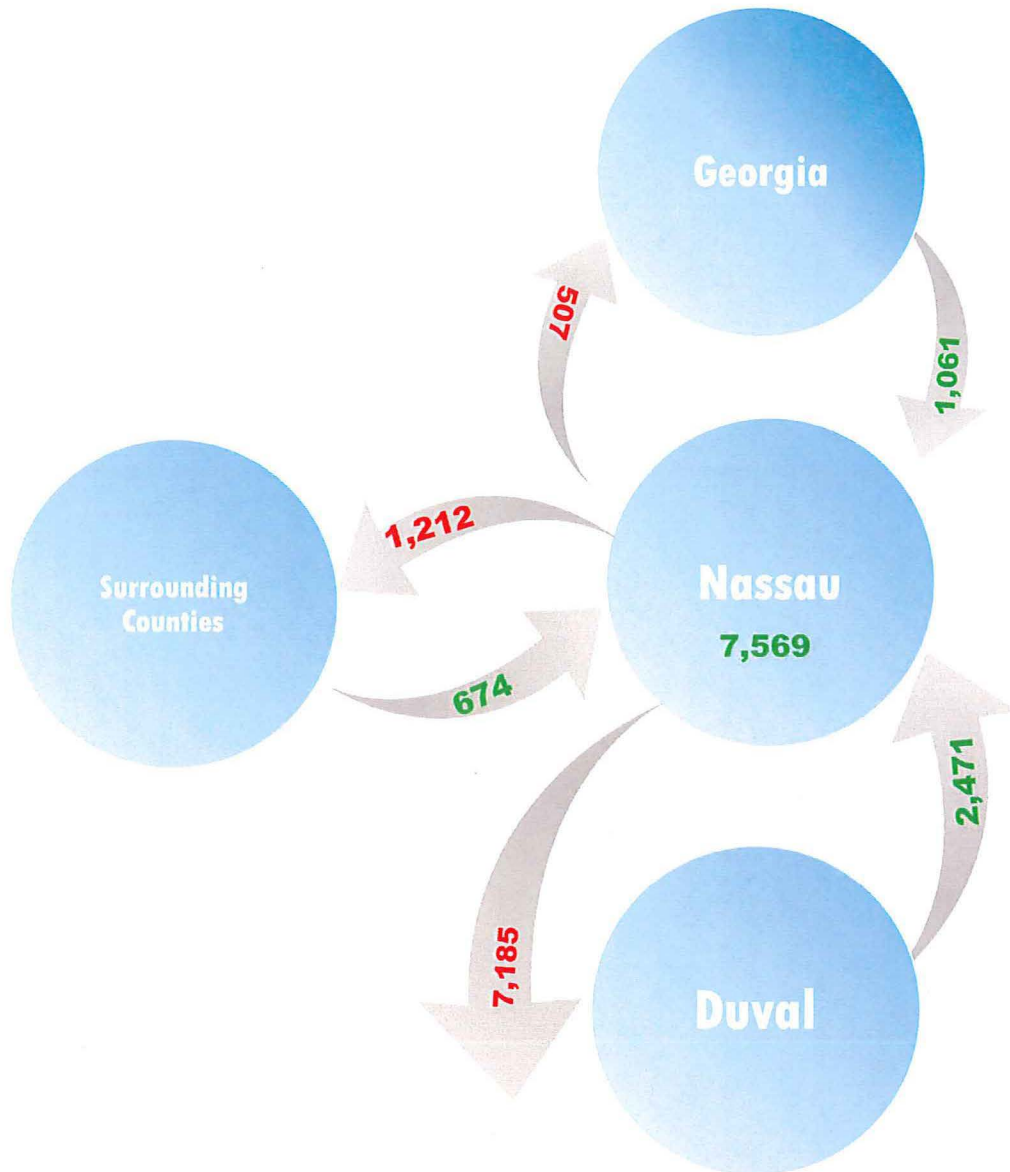 Georgia
507
1,061
1,212
Surrounding
Counties
Nassau
7,569
674
2,471
7,185
Duval